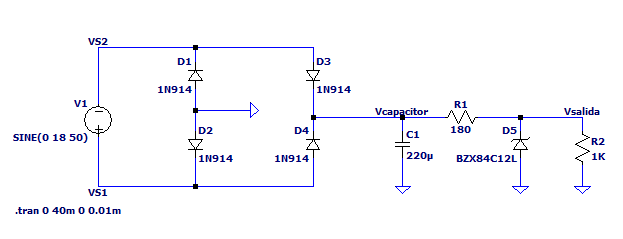 VS2
D1
D3
1N914
1N914
V1
Vcapacitor
R1
Vsalida
180
SINE(0 18 50)
D2
D4
C1
D5
R2
1N914
1N914
220µ
BZX84C12L
1K
VS1
.tran 0 40m 0 0.01m